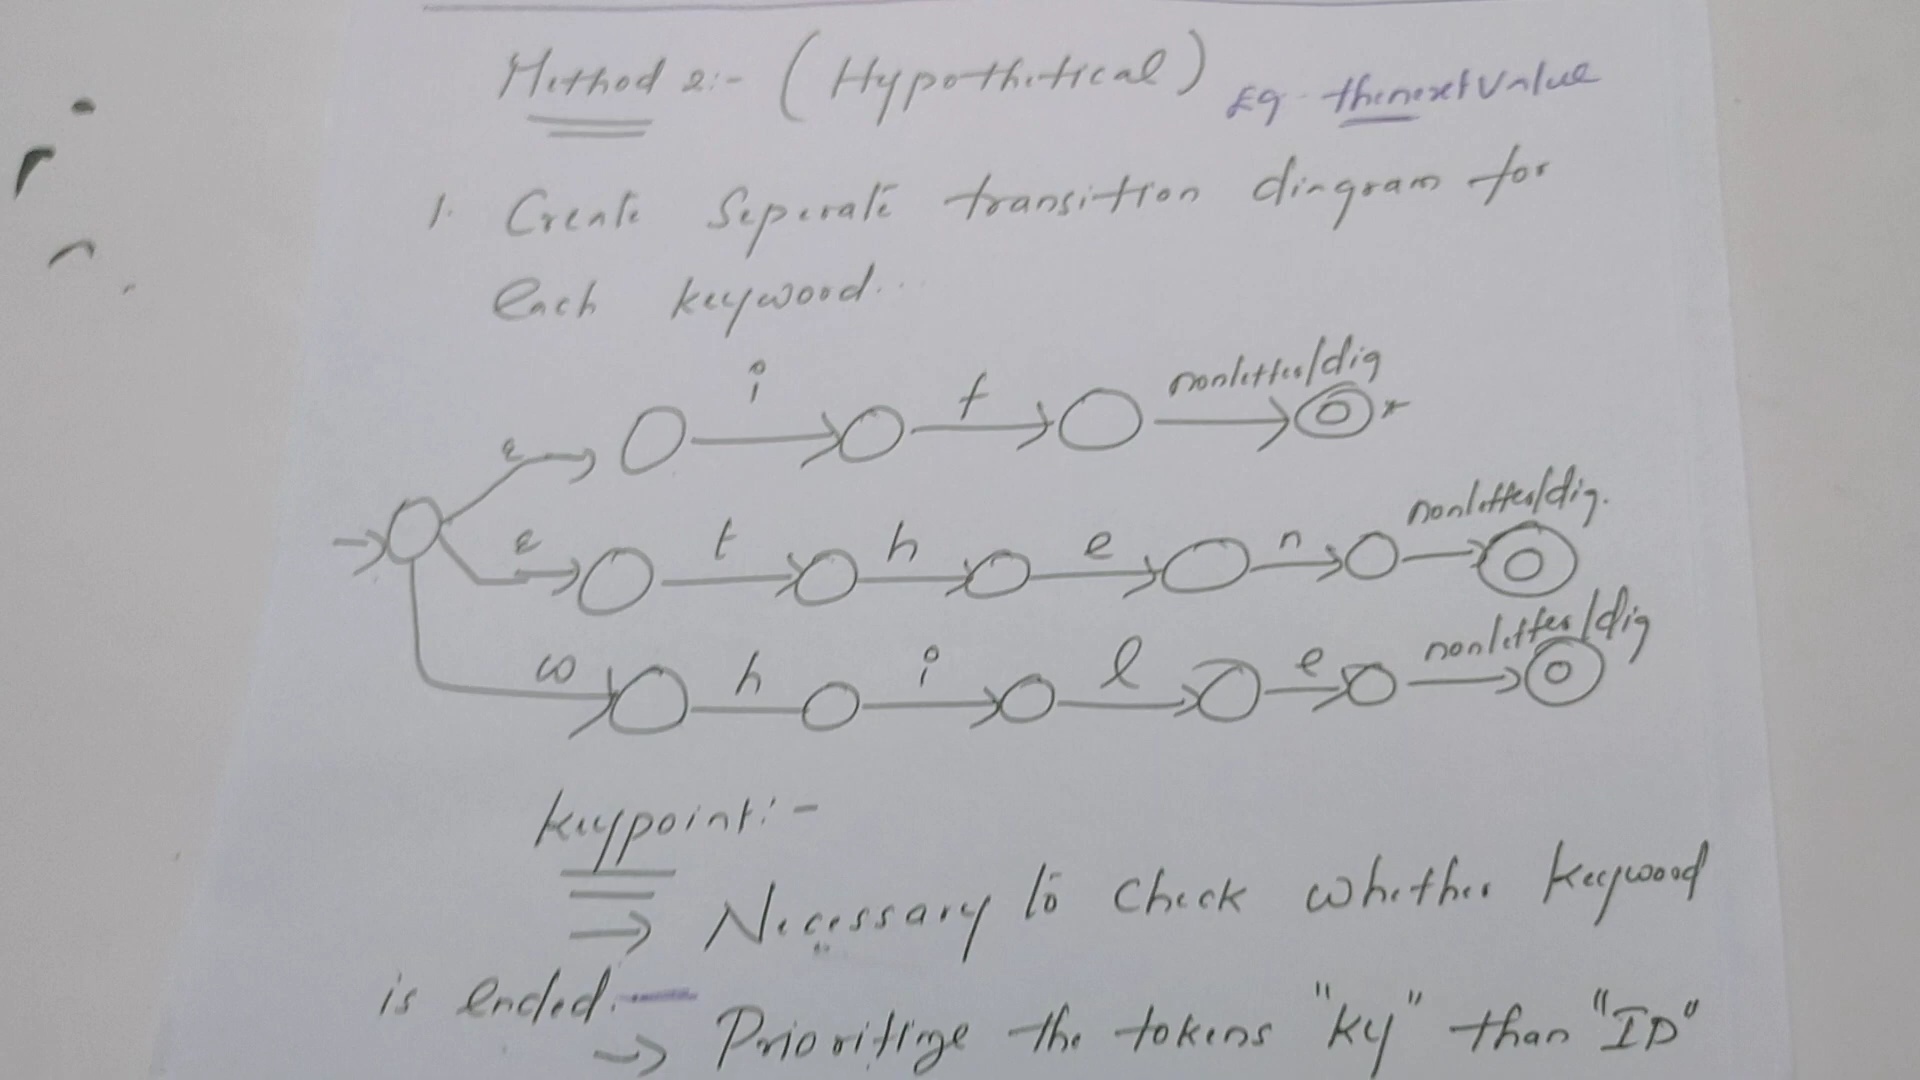 Method 2:- (Hypothetical) Eg- thenextvalue
1. Create Seperate transition diagram for
each keyword...
i f nonletter/dig *
ε
ε t h e n nonletter/dig.
w h i l e nonletter/dig
keypoint:-
⇒ Necessary to check whether keyword
is ended.
→ Prioritize the tokens "ky" than "ID"